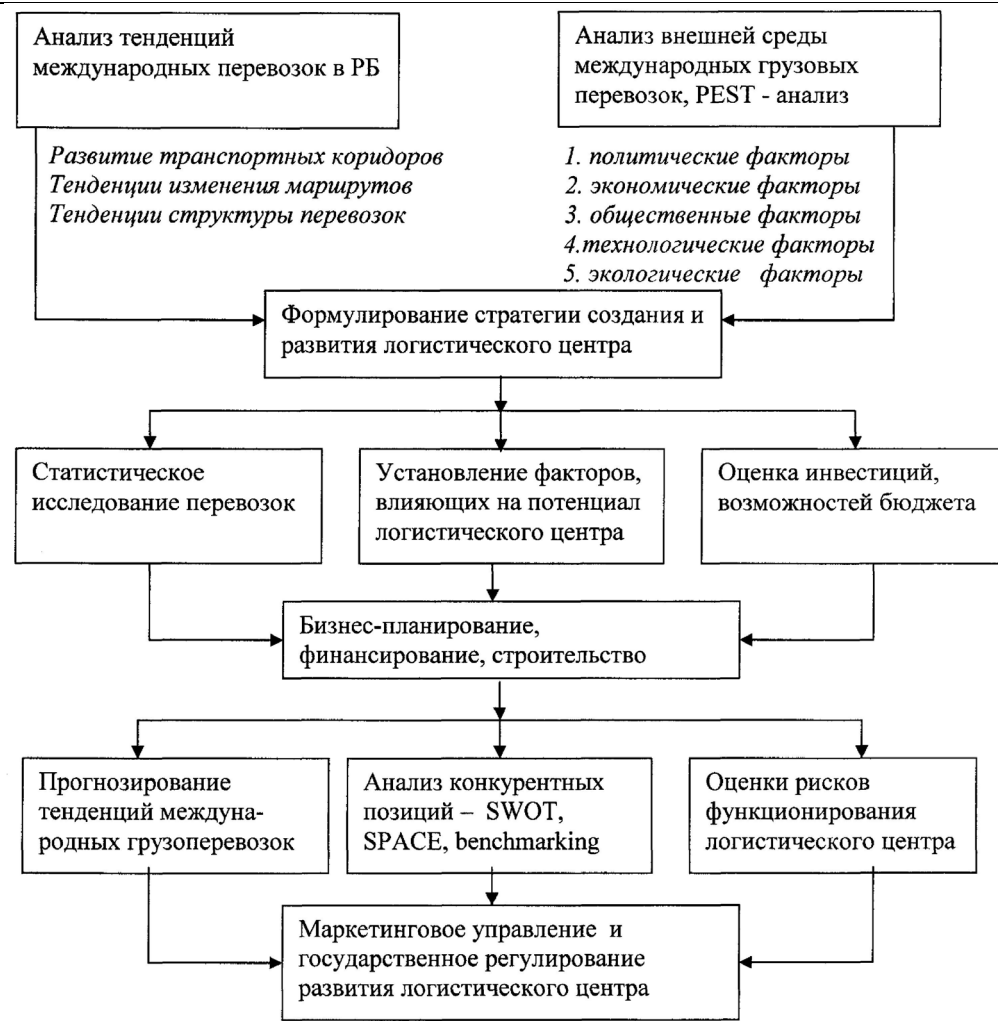 Анализ тенденций
международных перевозок в РБ
Анализ внешней среды
международных грузовых
перевозок, PEST - анализ
Развитие транспортных коридоров
Тенденции изменения маршрутов
Тенденции структуры перевозок
1. политические факторы
2. экономические факторы
3. общественные факторы
4.технологические факторы
5. экологические факторы
Формулирование стратегии создания и
развития логистического центра
Статистическое
исследование перевозок
Установление факторов,
влияющих на потенциал
логистического центра
Оценка инвестиций,
возможностей бюджета
Бизнес-планирование,
финансирование, строительство
Прогнозирование
тенденций междуна-
родных грузоперевозок
Анализ конкурентных
позиций – SWOT,
SPACE, benchmarking
Оценки рисков
функционирования
логистического центра
Маркетинговое управление и
государственное регулирование
развития логистического центра